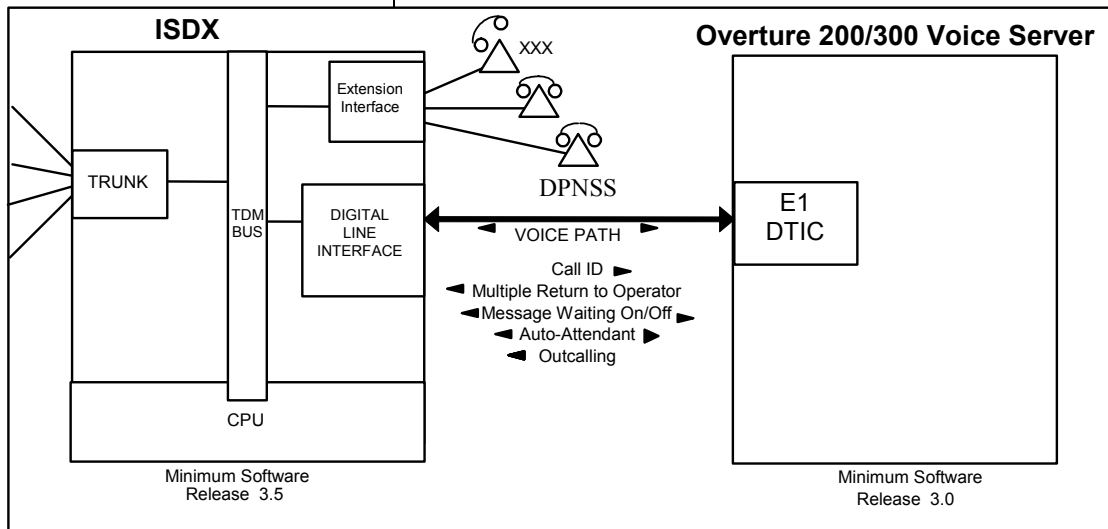 ISDX
Overture 200/300 Voice Server
XXX
Extension
Interface
TRUNK
TDM
BUS
DIGITAL
LINE
INTERFACE
DPNSS
E1
DTIC
VOICE PATH
Call ID
Multiple Return to Operator
Message Waiting On/Off
Auto-Attendant
Outcalling
CPU
Minimum Software
Release 3.5
Minimum Software
Release 3.0